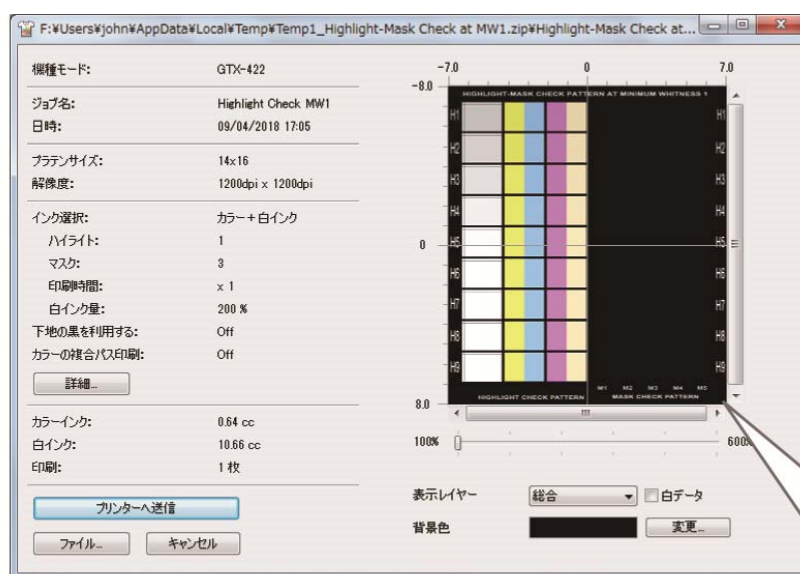 F:¥Users¥john¥AppData¥Local¥Temp¥Temp1_Highlight-Mask Check at MW1.zip¥Highlight-Mask Check at...
機種モード: GTX-422
ジョブ名: Highlight Check MW1
日時: 09/04/2018 17:05
プラテンサイズ: 14x16
解像度: 1200dpi x 1200dpi
インク選択: カラー+白インク
ハイライト: 1
マスク: 3
印刷時間: x 1
白インク量: 200 %
下地の黒を利用する: Off
カラーの複合パス印刷: Off
詳細...
カラーインク: 0.64 cc
白インク: 10.66 cc
印刷: 1 枚
プリンターへ送信
ファイル... キャンセル
-7.0 0 7.0
-8.0
HIGHLIGHT-MASK CHECK PATTERN AT MINIMUM WHITNESS 1
H1 H1
H2 H2
H3 H3
H4 H4
0 H5 H5
H6 H6
H7 H7
H8 H8
H9 H9
M1 M2 M3 M4 M5
HIGHLIGHT CHECK PATTERN MASK CHECK PATTERN
8.0
100% 600%
表示レイヤー 総合 白データ
背景色 変更...